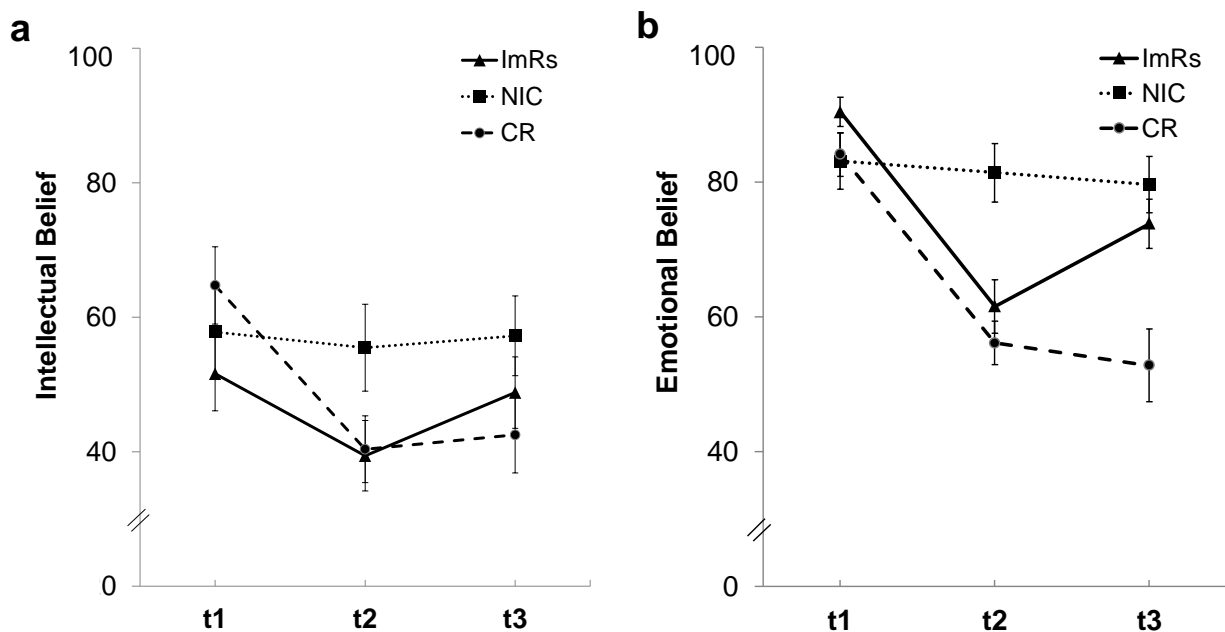 a
100
80
60
40
0
Intellectual Belief
ImRs
NIC
CR
t1
t2
t3
b
100
80
60
40
0
Emotional Belief
ImRs
NIC
CR
t1
t2
t3